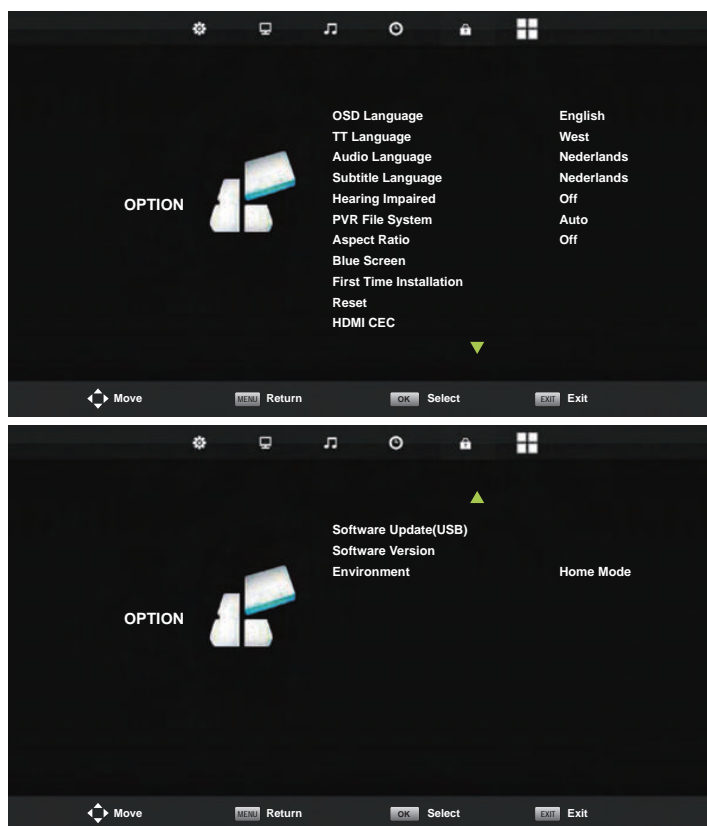 OPTION
OSD Language English
TT Language West
Audio Language Nederlands
Subtitle Language Nederlands
Hearing Impaired Off
PVR File System Auto
Aspect Ratio Off
Blue Screen
First Time Installation
Reset
HDMI CEC
Move MENU Return OK Select EXIT Exit
OPTION
Software Update(USB)
Software Version
Environment Home Mode
Move MENU Return OK Select EXIT Exit